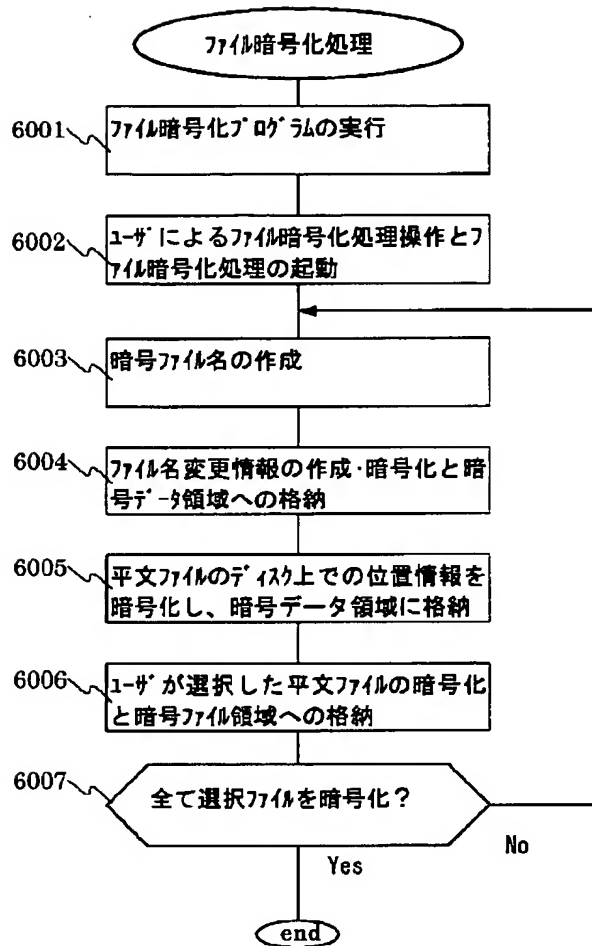 ﾌｧｲﾙ暗号化処理
6001
ﾌｧｲﾙ暗号化ﾌﾟﾛｸﾞﾗﾑの実行
6002
ﾕｰｻﾞによるﾌｧｲﾙ暗号化処理操作とﾌ
ｧｲﾙ暗号化処理の起動
6003
暗号ﾌｧｲﾙ名の作成
6004
ﾌｧｲﾙ名変更情報の作成･暗号化と暗
号ﾃﾞｰﾀ領域への格納
6005
平文ファイルのディスク上での位置情報を
暗号化し、暗号データ領域に格納
6006
ﾕｰｻﾞが選択した平文ファイルの暗号化
と暗号ファイル領域への格納
6007
全て選択ﾌｧｲﾙを暗号化？
No
Yes
end